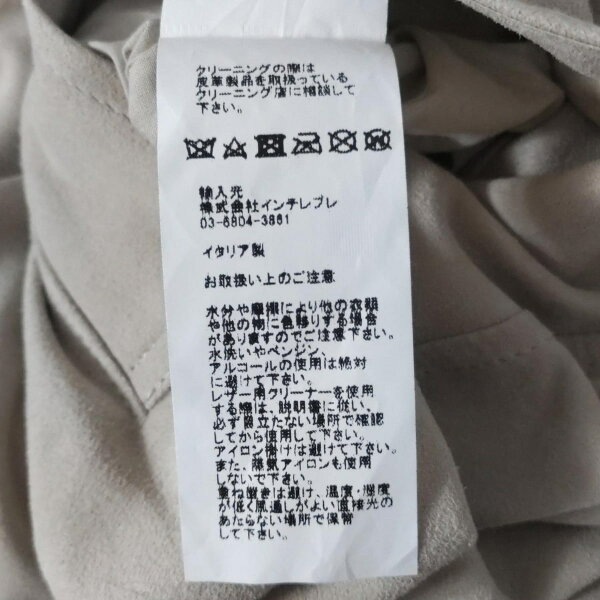 クリーニングの際は
皮革製品を取扱っている
クリーニング店に相談して
下さい。
輸入元
株式会社インテレプレ
03-6804-3861
イタリア製
お取扱い上のご注意
水分や摩擦により他の衣類
や他の物に色移りする場合
がありますのでご注意下さい。
水洗いやベンジン、
アルコールの使用は絶対
に避けて下さい。
レザー用クリーナーを使用
する際は、説明書に従い、
必ず目立たない場所で確認
してから使用して下さい。
アイロン掛けは避けて下さい。
また、蒸気アイロンも使用
しないで下さい。
重ね置きは避け、温度・湿度
が低く風通しがよい直接光の
あたらない場所で保管
して下さい。